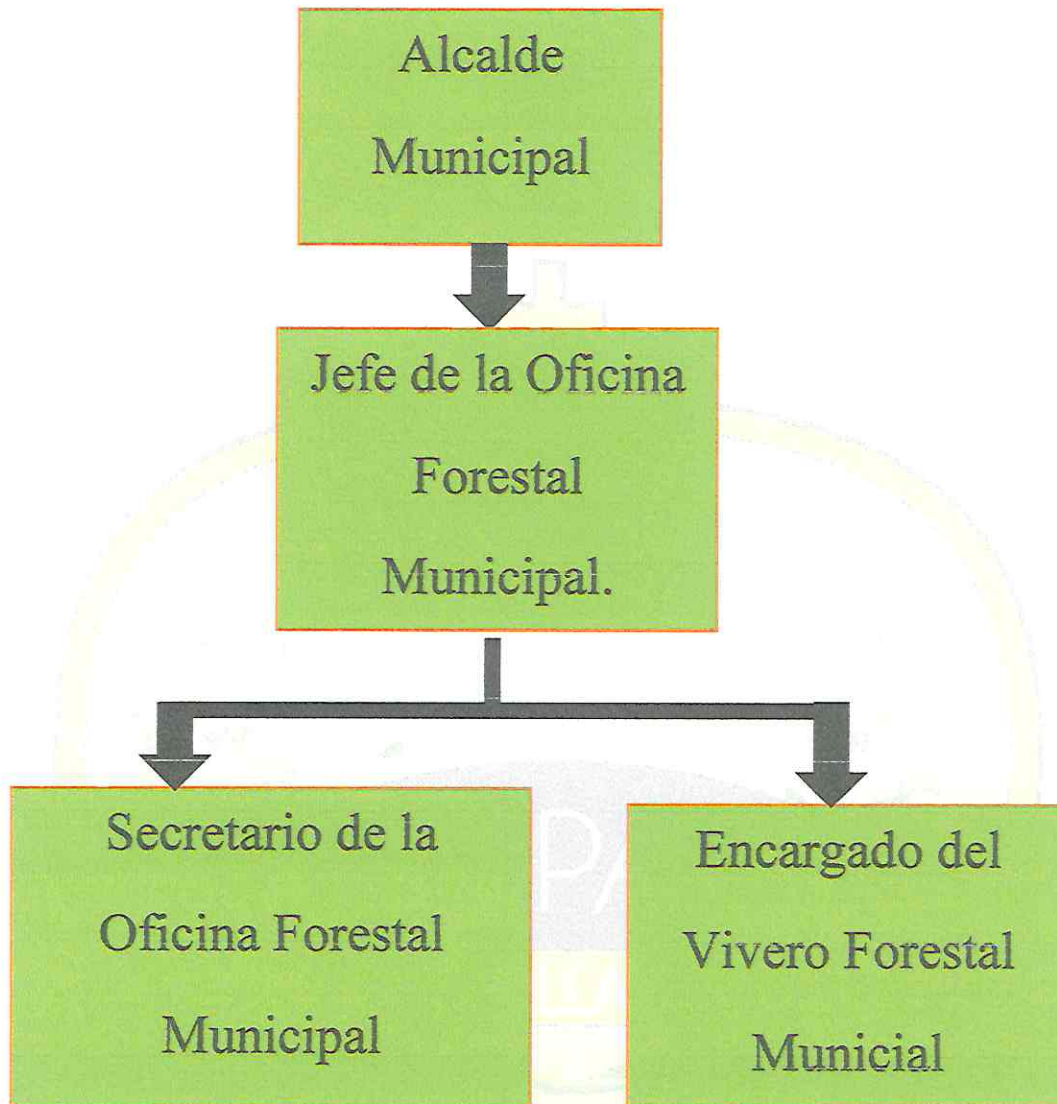 Alcalde
Municipal
Jefe de la Oficina
Forestal
Municipal.
Secretario de la
Oficina Forestal
Municipal
Encargado del
Vivero Forestal
Municial